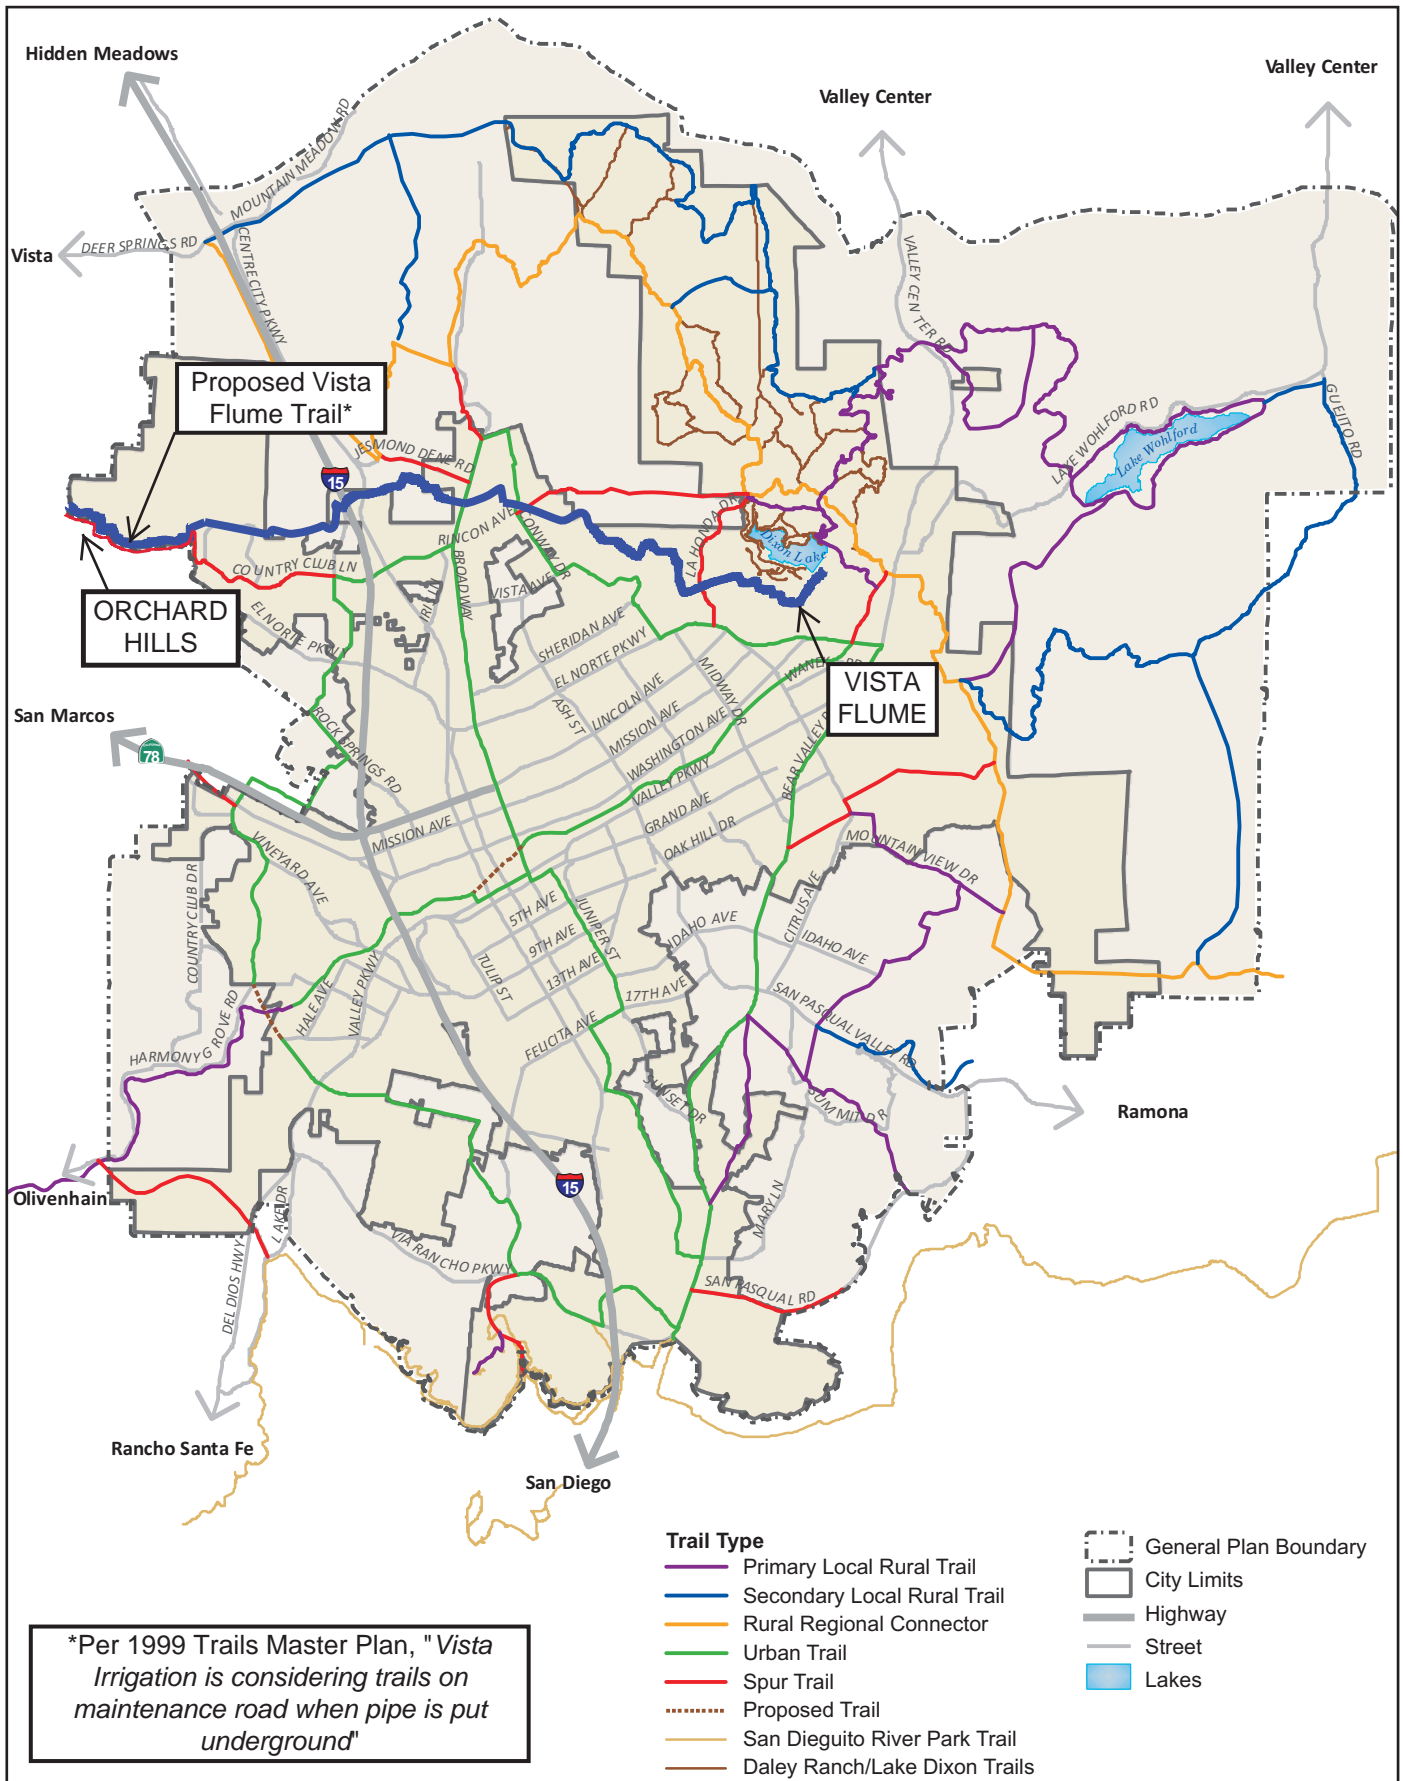 Hidden Meadows
Valley Center
Valley Center
MOUNTAIN MEADOW RD
DEER SPRINGS RD
Vista
CENTRE CITY PKWY
VALLEY CENTER RD
Proposed Vista
Flume Trail*
JESMOND DENE RD
15
LAKE WOHLFORD RD
Lake Wohlford
GUEJITO RD
RINCON AVE
CONWAY DR
LA HONDA DR
Dixon Lake
COUNTRY CLUB LN
BROADWAY
VISTA AVE
IRIS LN
ORCHARD
HILLS
EL NORTE PKWY
SHERIDAN AVE
EL NORTE PKWY
MIDWAY DR
VISTA
FLUME
LINCOLN AVE
ASH ST
MISSION AVE
WASHINGTON AVE
VALLEY PKWY
BEAR VALLEY
San Marcos
78
ROCK SPRINGS RD
GRAND AVE
OAK HILL DR
MISSION AVE
VINEYARD AVE
MOUNTAIN VIEW DR
COUNTRY CLUB DR
5TH AVE
JUNIPER ST
9TH AVE
IDAHO AVE
CITRUS AVE
IDAHO AVE
TULIP ST
13TH AVE
17TH AVE
VALLEY PKWY
HALE AVE
SAN PASQUAL VALLEY RD
HARMONY GROVE RD
FELICITA AVE
SUNSET DR
SUMMIT DR
Ramona
Olivenhain
15
LAKE DR
MARY LN
VIA RANCHO PKWY
DEL DIOS HWY
SAN PASQUAL RD
Rancho Santa Fe
San Diego
Trail Type
Primary Local Rural Trail
Secondary Local Rural Trail
Rural Regional Connector
Urban Trail
Spur Trail
Proposed Trail
San Dieguito River Park Trail
Daley Ranch/Lake Dixon Trails
General Plan Boundary
City Limits
Highway
Street
Lakes
*Per 1999 Trails Master Plan, "Vista
Irrigation is considering trails on
maintenance road when pipe is put
underground"